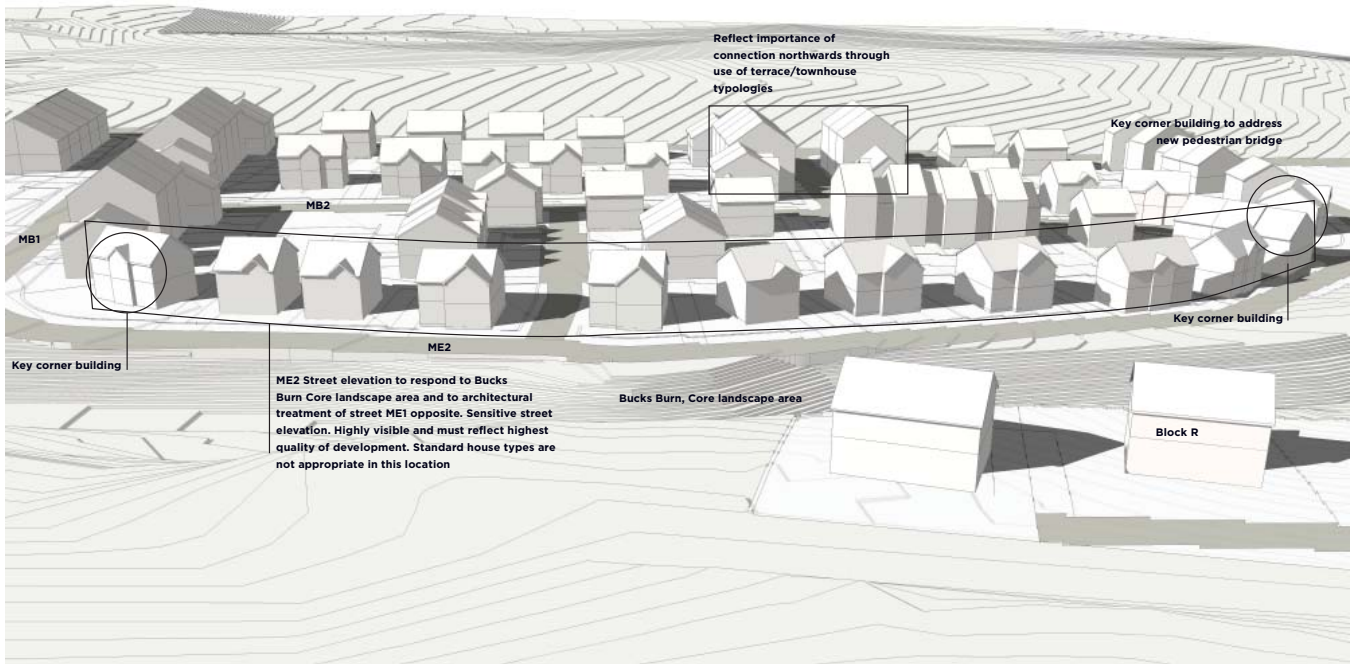 Reflect importance of
connection northwards through
use of terrace/townhouse
typologies
Key corner building to address
new pedestrian bridge
MB2
MB1
Key corner building
ME2
Key corner building
ME2 Street elevation to respond to Bucks
Burn Core landscape area and to architectural
treatment of street ME1 opposite. Sensitive street
elevation. Highly visible and must reflect highest
quality of development. Standard house types are
not appropriate in this location
Bucks Burn, Core landscape area
Block R